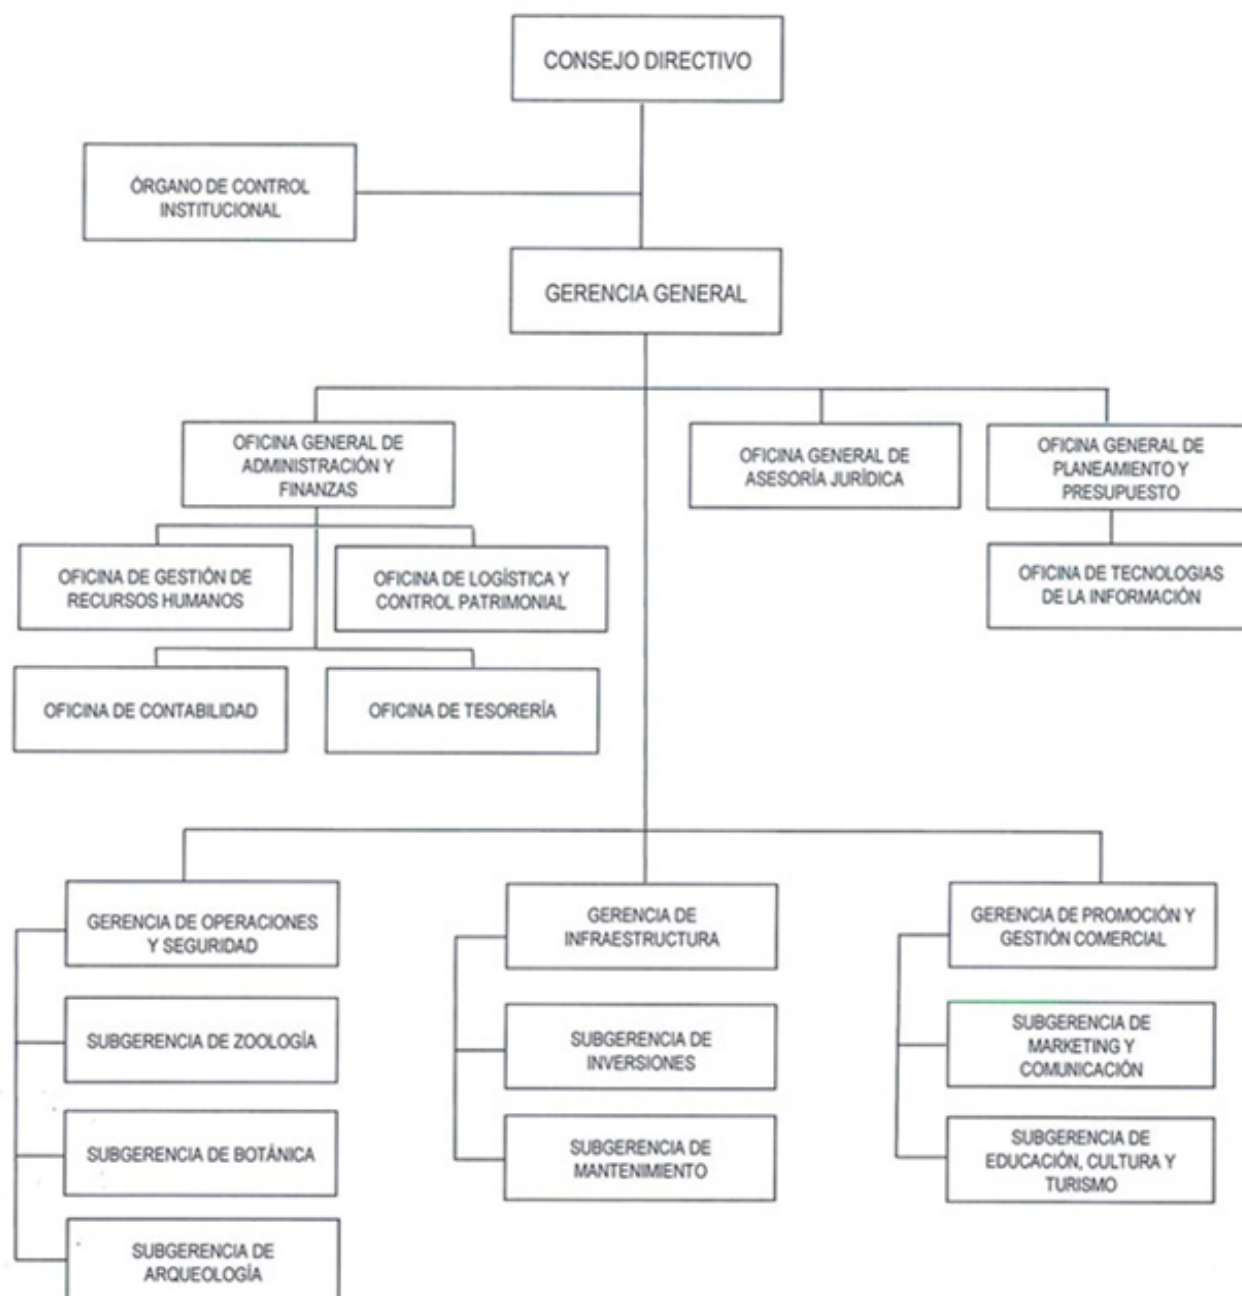 CONSEJO DIRECTIVO
ÓRGANO DE CONTROL
INSTITUCIONAL
GERENCIA GENERAL
OFICINA GENERAL DE
ADMINISTRACIÓN Y
FINANZAS
OFICINA GENERAL DE
ASESORÍA JURÍDICA
OFICINA GENERAL DE
PLANEAMIENTO Y
PRESUPUESTO
OFICINA DE GESTIÓN DE
RECURSOS HUMANOS
OFICINA DE LOGÍSTICA Y
CONTROL PATRIMONIAL
OFICINA DE TECNOLOGIAS
DE LA INFORMACIÓN
OFICINA DE CONTABILIDAD
OFICINA DE TESORERÍA
GERENCIA DE OPERACIONES
Y SEGURIDAD
SUBGERENCIA DE ZOOLOGÍA
SUBGERENCIA DE BOTÁNICA
SUBGERENCIA DE
ARQUEOLOGÍA
GERENCIA DE
INFRAESTRUCTURA
SUBGERENCIA DE
INVERSIONES
SUBGERENCIA DE
MANTENIMIENTO
GERENCIA DE PROMOCIÓN Y
GESTIÓN COMERCIAL
SUBGERENCIA DE
MARKETING Y
COMUNICACIÓN
SUBGERENCIA DE
EDUCACIÓN, CULTURA Y
TURISMO